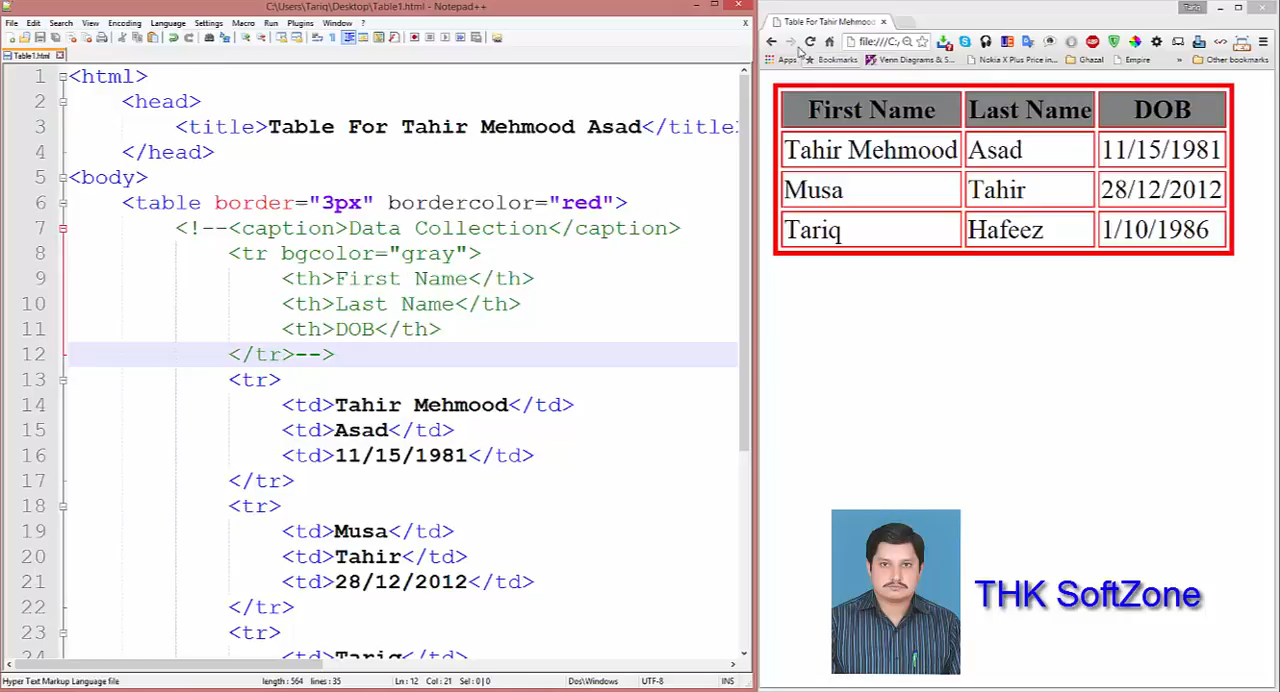 C:\Users\Tariq\Desktop\Table1.html - Notepad++
File Edit Search View Encoding Language Settings Macro Run Plugins Window ? X
Table1.html
1 <html>
2 <head>
3 <title>Table For Tahir Mehmood Asad</title>
4 </head>
5 <body>
6 <table border="3px" bordercolor="red">
7 <!--<caption>Data Collection</caption>
8 <tr bgcolor="gray">
9 <th>First Name</th>
10 <th>Last Name</th>
11 <th>DOB</th>
12 </tr>-->
13 <tr>
14 <td>Tahir Mehmood</td>
15 <td>Asad</td>
16 <td>11/15/1981</td>
17 </tr>
18 <tr>
19 <td>Musa</td>
20 <td>Tahir</td>
21 <td>28/12/2012</td>
22 </tr>
23 <tr>
24 <td>Tariq</td>
Hyper Text Markup Language file length : 564 lines : 35 Ln : 12 Col : 21 Sel : 0 | 0 Dos\Windows UTF-8 INS
Tariq
Table For Tahir Mehmood
file:///C:
Apps Bookmarks Venn Diagrams & S... Nokia X Plus Price in... Ghazal Empire » Other bookmarks
First Name Last Name DOB
Tahir Mehmood Asad 11/15/1981
Musa Tahir 28/12/2012
Tariq Hafeez 1/10/1986
THK SoftZone